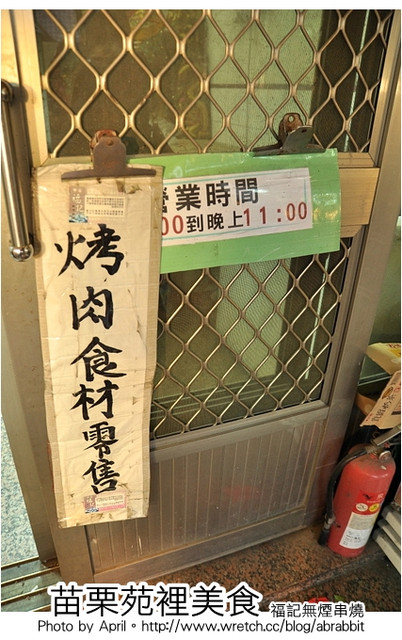 營業時間
00到晚上11:00
烤肉食材零售
苗栗苑裡美食 福記無煙串燒
Photo by April。http://www.wretch.cc/blog/abrabbit